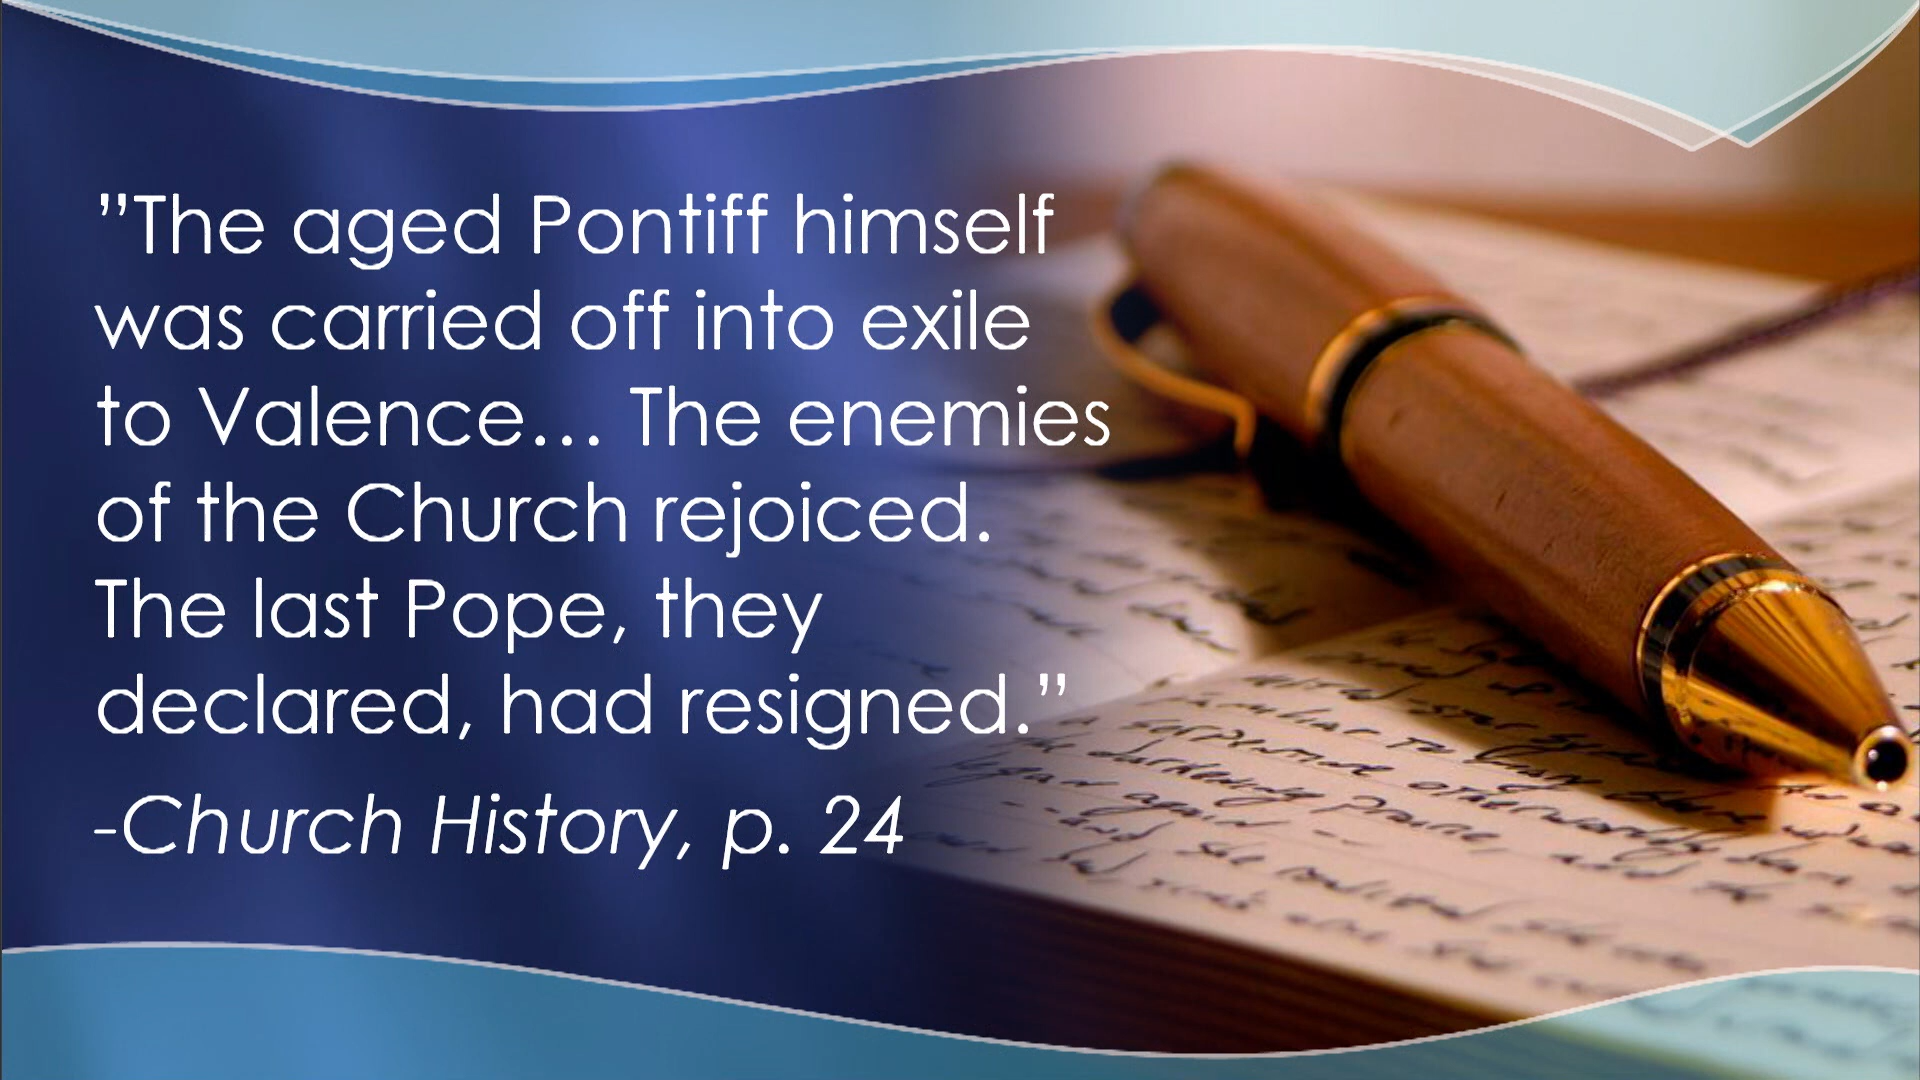 ”The aged Pontiff himself
was carried off into exile
to Valence… The enemies
of the Church rejoiced.
The last Pope, they
declared, had resigned.”
-Church History, p. 24